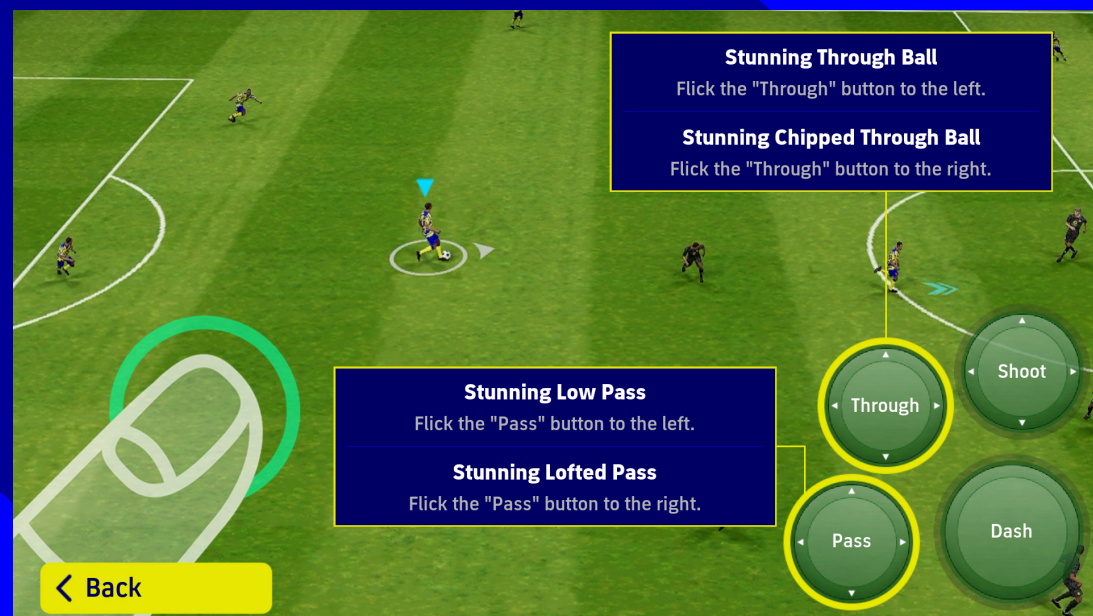 Stunning Through Ball
Flick the "Through" button to the left.
Stunning Chipped Through Ball
Flick the "Through" button to the right.
Shoot
Through
Stunning Low Pass
Flick the "Pass" button to the left.
Stunning Lofted Pass
Flick the "Pass" button to the right.
Pass
Dash
Back